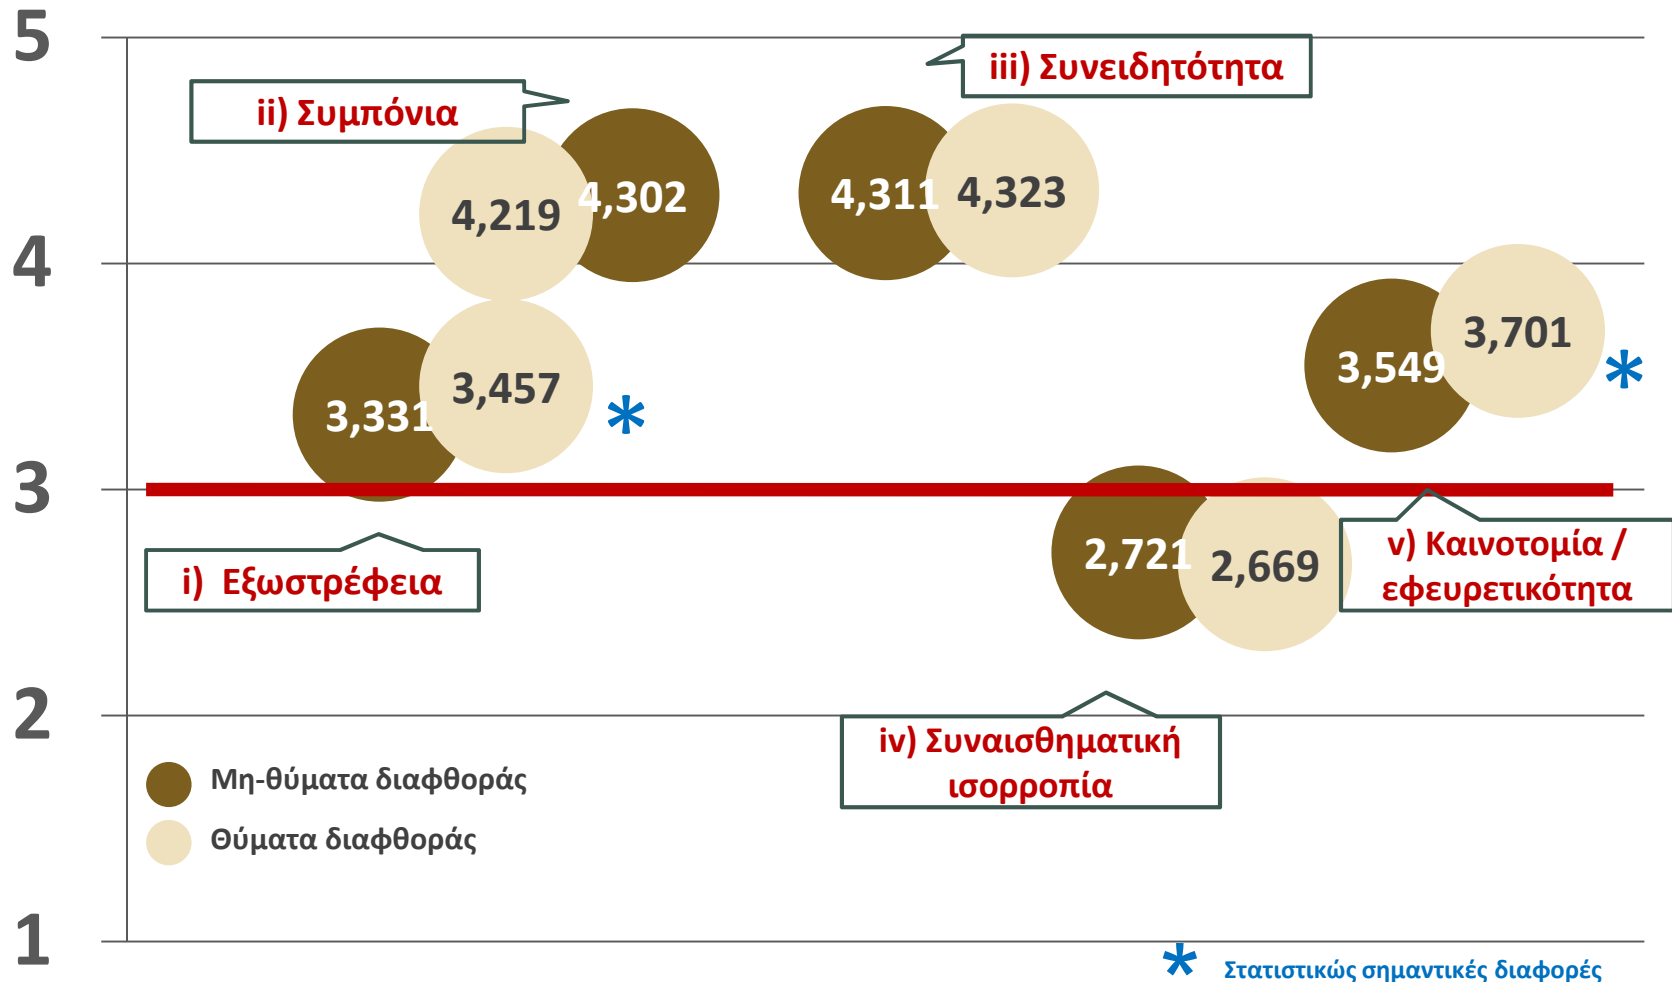 5
iii) Συνειδητότητα
ii) Συμπόνια
4,219
4,302
4,311
4,323
4
3,701
3,549
*
3,331
3,457
*
3
v) Καινοτομία /
εφευρετικότητα
2,721
2,669
i) Εξωστρέφεια
2
iv) Συναισθηματική
ισορροπία
Μη-θύματα διαφθοράς
Θύματα διαφθοράς
1
* Στατιστικώς σημαντικές διαφορές